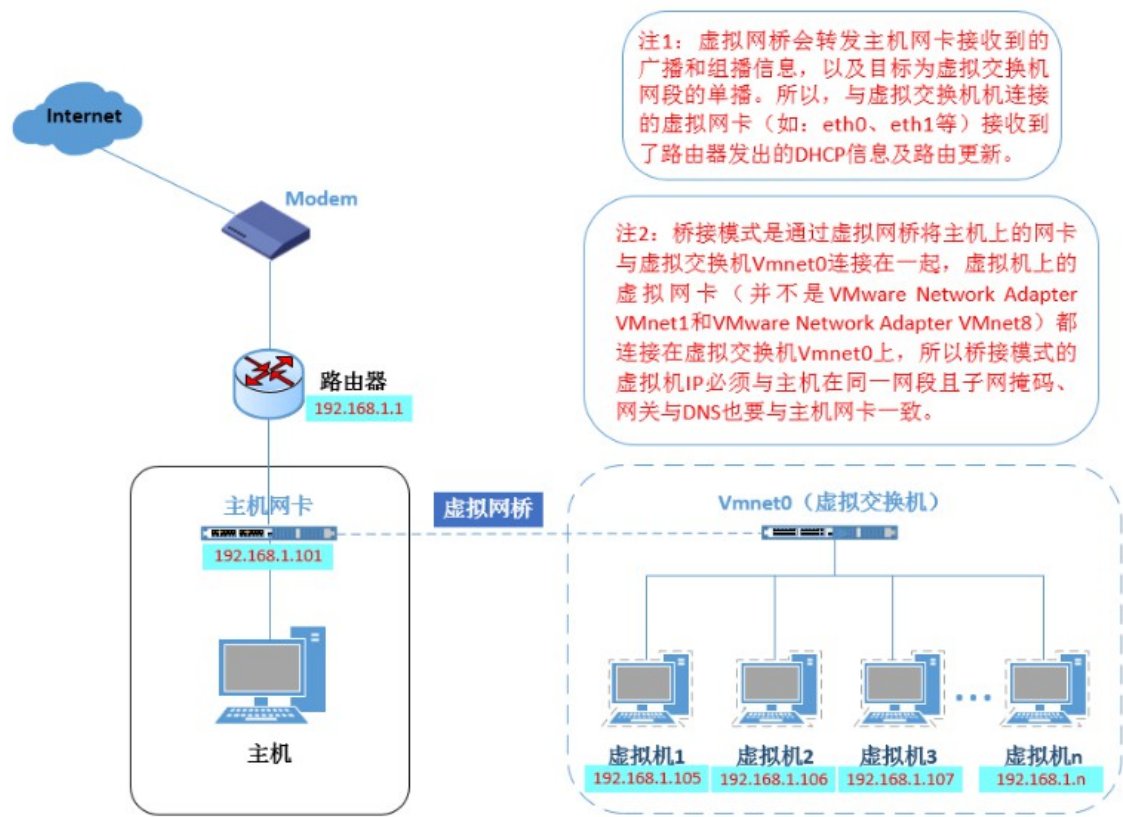 注1：虚拟网桥会转发主机网卡接收到的
广播和组播信息，以及目标为虚拟交换机
网段的单播。所以，与虚拟交换机机连接
的虚拟网卡（如：eth0、eth1等）接收到
了路由器发出的DHCP信息及路由更新。
Internet
Modem
注2：桥接模式是通过虚拟网桥将主机上的网卡
与虚拟交换机Vmnet0连接在一起，虚拟机上的
虚拟网卡（并不是VMware Network Adapter
VMnet1和VMware Network Adapter VMnet8）都
连接在虚拟交换机Vmnet0上，所以桥接模式的
虚拟机IP必须与主机在同一网段且子网掩码、
网关与DNS也要与主机网卡一致。
路由器
192.168.1.1
主机网卡
192.168.1.101
虚拟网桥
Vmnet0（虚拟交换机）
主机
虚拟机1
192.168.1.105
虚拟机2
192.168.1.106
虚拟机3
192.168.1.107
虚拟机n
192.168.1.n